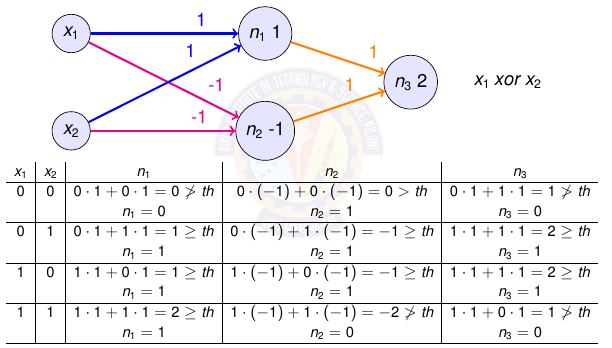 x₁
1
n₁ 1
1
1
n₃ 2
x₁ xor x₂
-1
1
x₂
-1
n₂ -1
x₁ x₂ n₁ n₂ n₃
0 0 0 · 1 + 0 · 1 = 0 ≯ th 0 · (−1) + 0 · (−1) = 0 > th 0 · 1 + 1 · 1 = 1 ≯ th
n₁ = 0 n₂ = 1 n₃ = 0
0 1 0 · 1 + 1 · 1 = 1 ≥ th 0 · (−1) + 1 · (−1) = −1 ≥ th 1 · 1 + 1 · 1 = 2 ≥ th
n₁ = 1 n₂ = 1 n₃ = 1
1 0 1 · 1 + 0 · 1 = 1 ≥ th 1 · (−1) + 0 · (−1) = −1 ≥ th 1 · 1 + 1 · 1 = 2 ≥ th
n₁ = 1 n₂ = 1 n₃ = 1
1 1 1 · 1 + 1 · 1 = 2 ≥ th 1 · (−1) + 1 · (−1) = −2 ≯ th 1 · 1 + 0 · 1 = 1 ≯ th
n₁ = 1 n₂ = 0 n₃ = 0